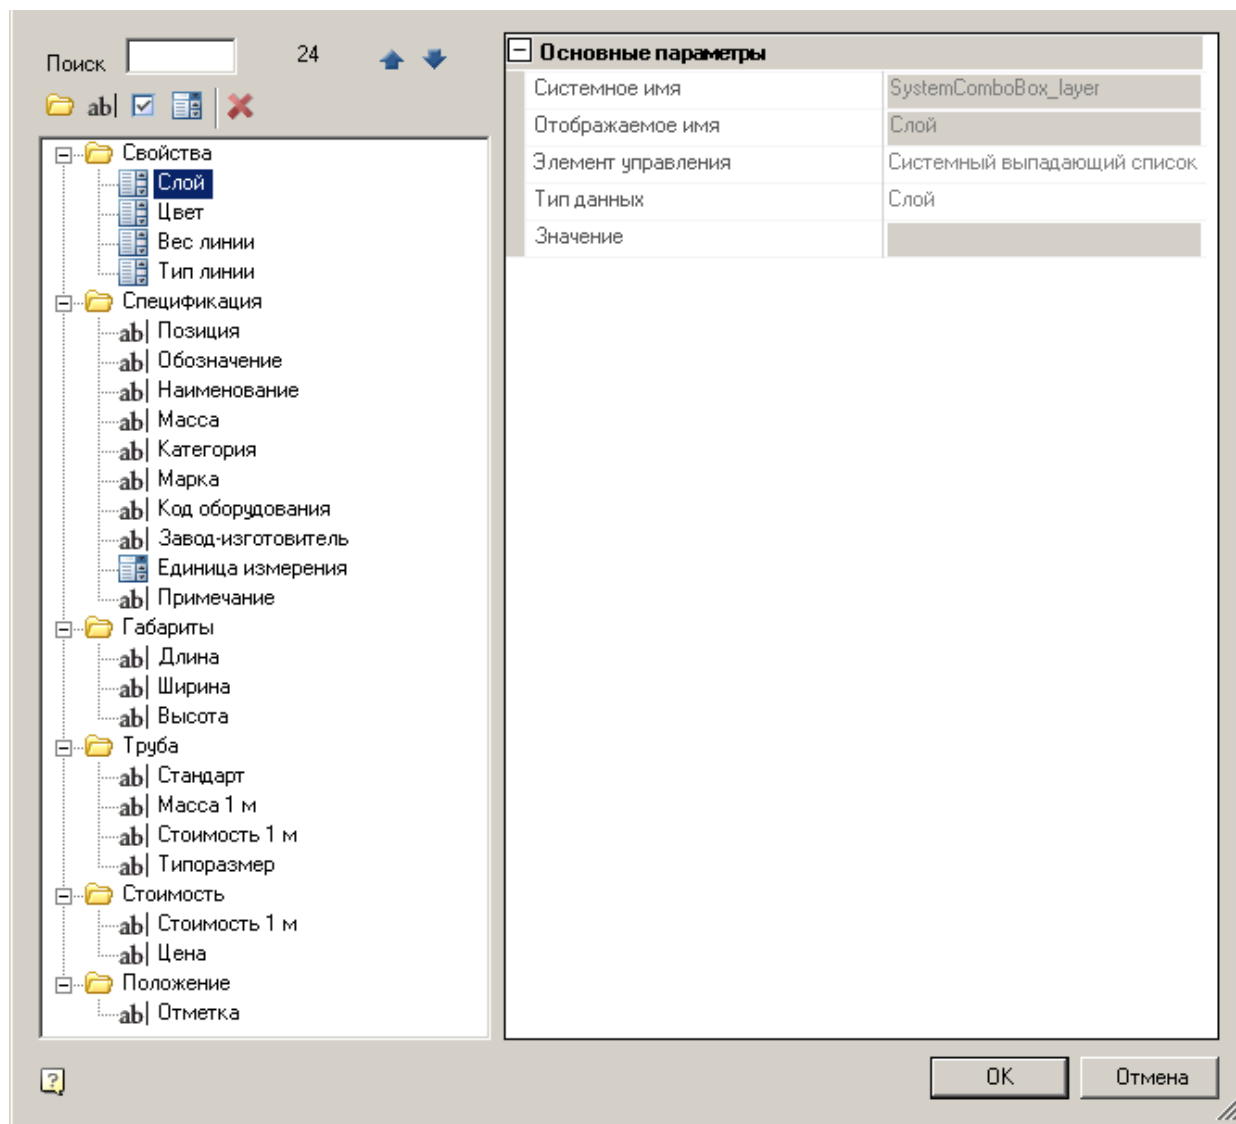 Поиск 24
ab|
Свойства
Слой
Цвет
Вес линии
Тип линии
Спецификация
ab| Позиция
ab| Обозначение
ab| Наименование
ab| Масса
ab| Категория
ab| Марка
ab| Код оборудования
ab| Завод-изготовитель
Единица измерения
ab| Примечание
Габариты
ab| Длина
ab| Ширина
ab| Высота
Труба
ab| Стандарт
ab| Масса 1 м
ab| Стоимость 1 м
ab| Типоразмер
Стоимость
ab| Стоимость 1 м
ab| Цена
Положение
ab| Отметка
Основные параметры
Системное имя SystemComboBox_layer
Отображаемое имя Слой
Элемент управления Системный выпадающий список
Тип данных Слой
Значение
OK Отмена